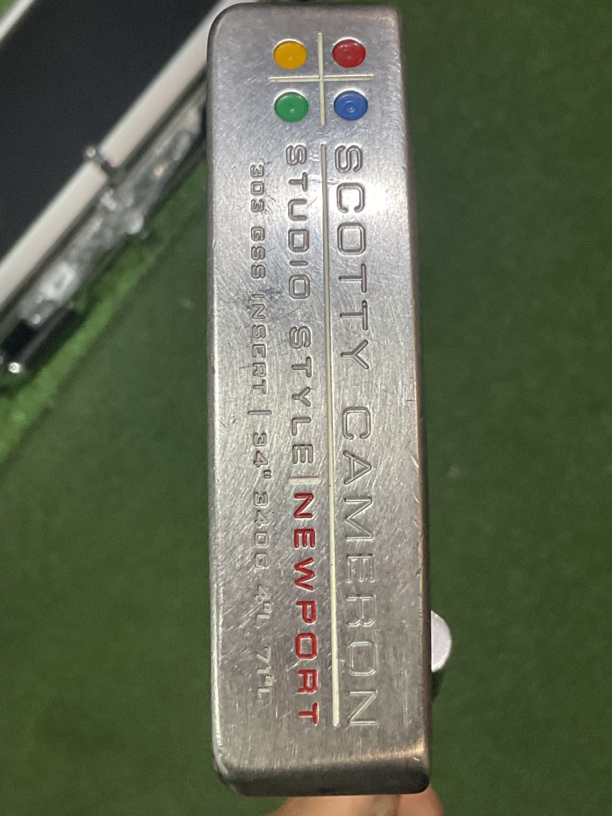 SCOTTY CAMERON
STUDIO STYLE | NEWPORT
303 GSS INSERT | 34" 340G 4°L 71°L